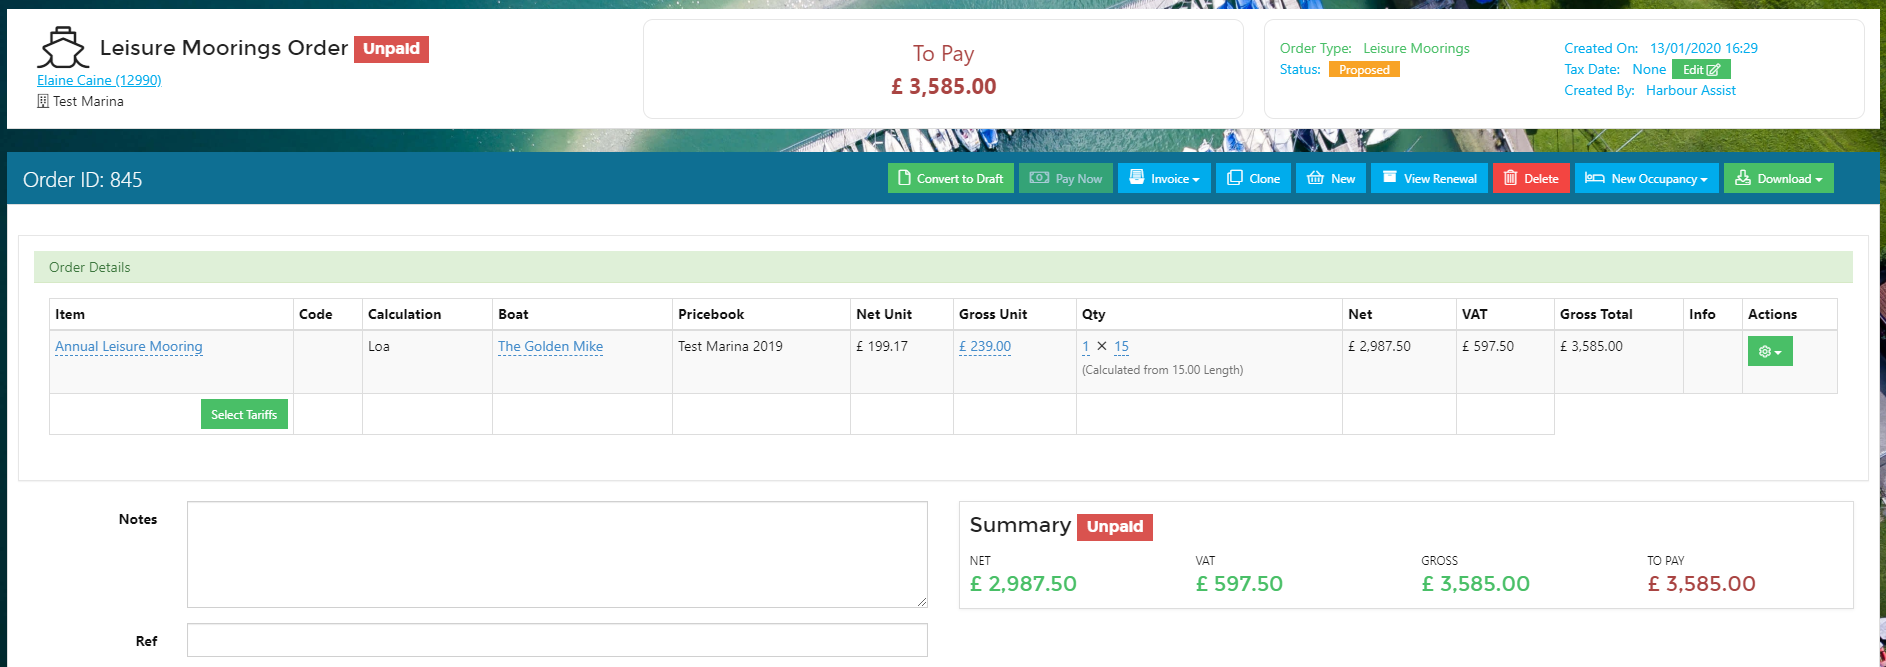 Leisure Moorings Order Unpaid
Elaine Caine (12990)
Test Marina
To Pay
£ 3,585.00
Order Type: Leisure Moorings
Status: Proposed
Created On: 13/01/2020 16:29
Tax Date: None Edit
Created By: Harbour Assist
Order ID: 845
Convert to Draft Pay Now Invoice Clone New View Renewal Delete New Occupancy Download
Order Details
Item Code Calculation Boat Pricebook Net Unit Gross Unit Qty Net VAT Gross Total Info Actions
Annual Leisure Mooring Loa The Golden Mike Test Marina 2019 £ 199.17 £ 239.00 1 × 15 £ 2,987.50 £ 597.50 £ 3,585.00
(Calculated from 15.00 Length)
Select Tariffs
Notes
Summary Unpaid
NET VAT GROSS TO PAY
£ 2,987.50 £ 597.50 £ 3,585.00 £ 3,585.00
Ref